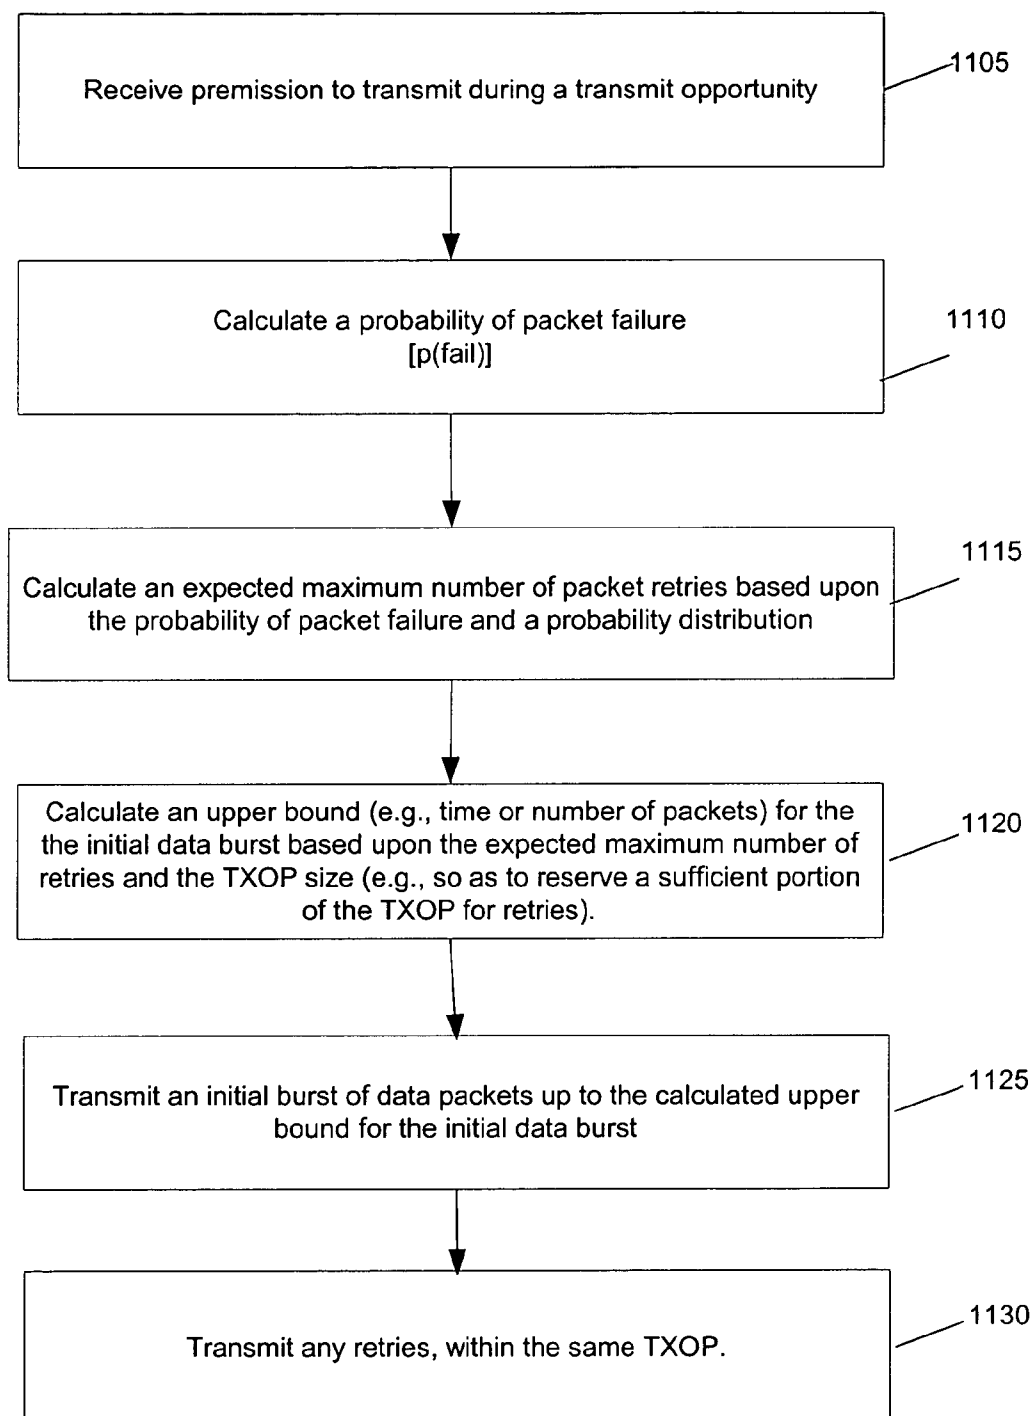 Receive premission to transmit during a transmit opportunity
1105
Calculate a probability of packet failure
[p(fail)]
1110
Calculate an expected maximum number of packet retries based upon
the probability of packet failure and a probability distribution
1115
Calculate an upper bound (e.g., time or number of packets) for the
the initial data burst based upon the expected maximum number of
retries and the TXOP size (e.g., so as to reserve a sufficient portion
of the TXOP for retries).
1120
Transmit an initial burst of data packets up to the calculated upper
bound for the initial data burst
1125
Transmit any retries, within the same TXOP.
1130